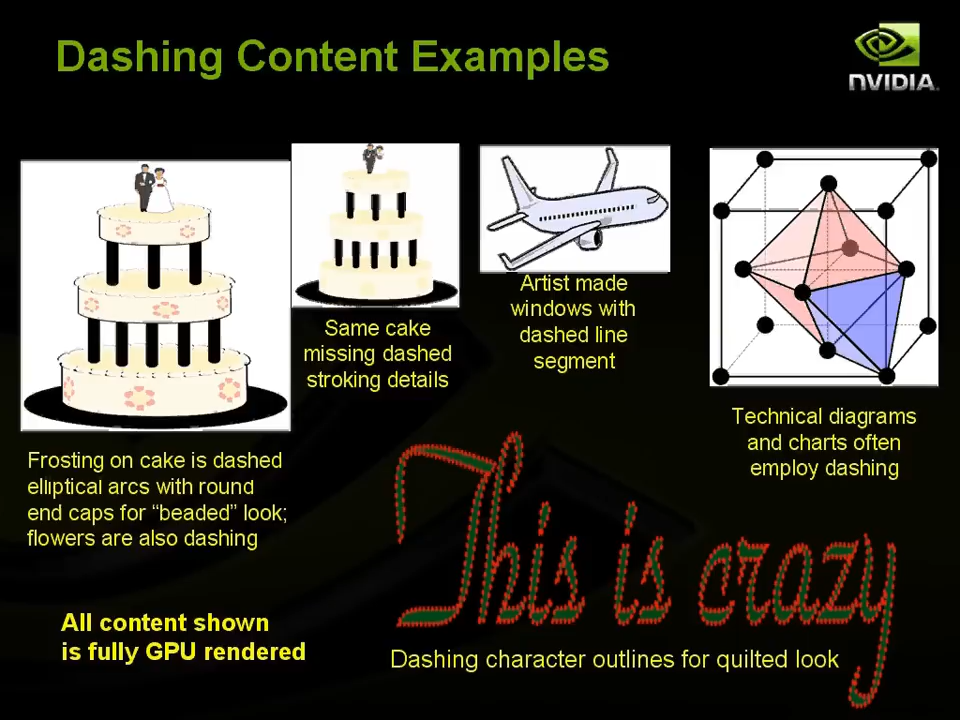 Dashing Content Examples
NVIDIA
Same cake
missing dashed
stroking details
Artist made
windows with
dashed line
segment
Technical diagrams
and charts often
employ dashing
Frosting on cake is dashed
elliptical arcs with round
end caps for “beaded” look;
flowers are also dashing
This is crazy
All content shown
is fully GPU rendered
Dashing character outlines for quilted look